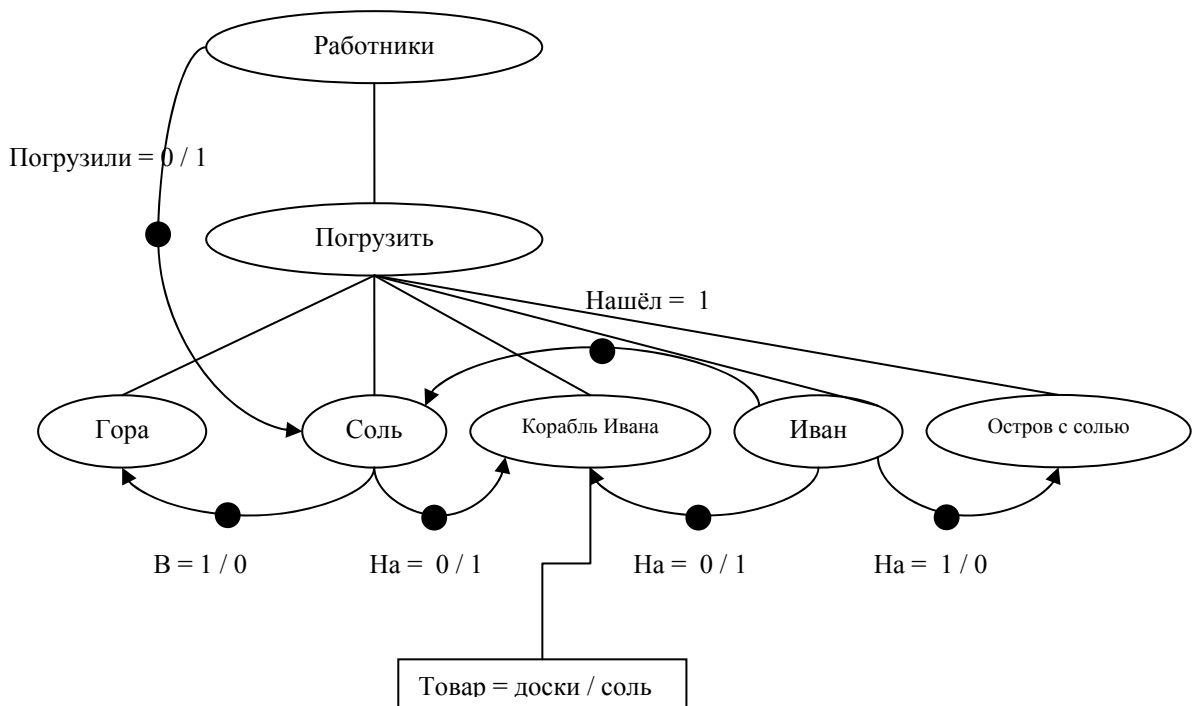 Работники
Погрузили = 0 / 1
Погрузить
Нашёл =  1
Гора
Соль
Корабль Ивана
Иван
Остров с солью
В = 1 / 0
На =  0 / 1
На =  0 / 1
На =  1 / 0
Товар = доски / соль